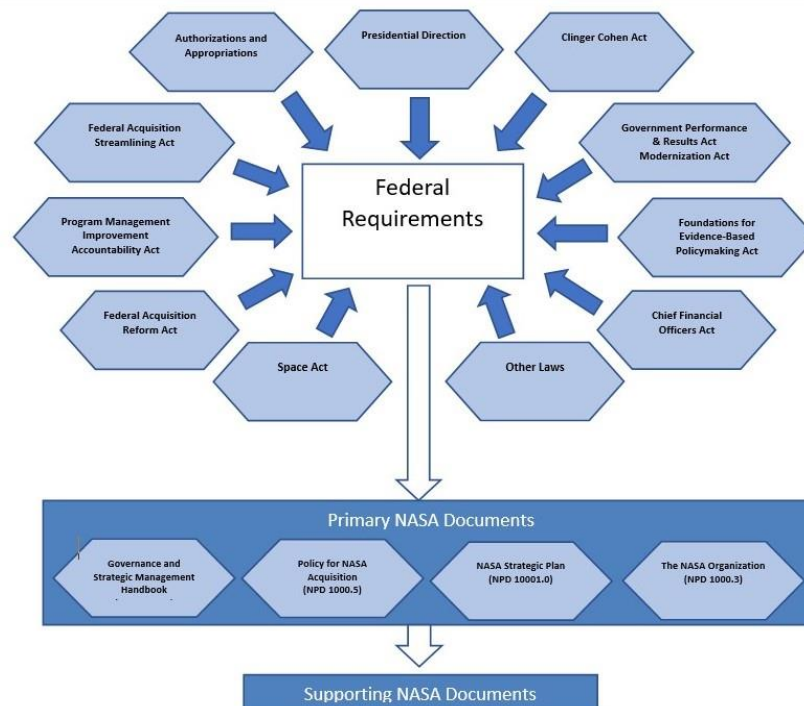 Authorizations and
Appropriations
Presidential Direction
Clinger Cohen Act
Federal Acquisition
Streamlining Act
Government Performance
& Results Act
Modernization Act
Federal
Requirements
Program Management
Improvement
Accountability Act
Foundations for
Evidence-Based
Policymaking Act
Federal Acquisition
Reform Act
Chief Financial
Officers Act
Space Act
Other Laws
Primary NASA Documents
Governance and
Strategic Management
Handbook
Policy for NASA
Acquisition
(NPD 1000.5)
NASA Strategic Plan
(NPD 10001.0)
The NASA Organization
(NPD 1000.3)
Supporting NASA Documents